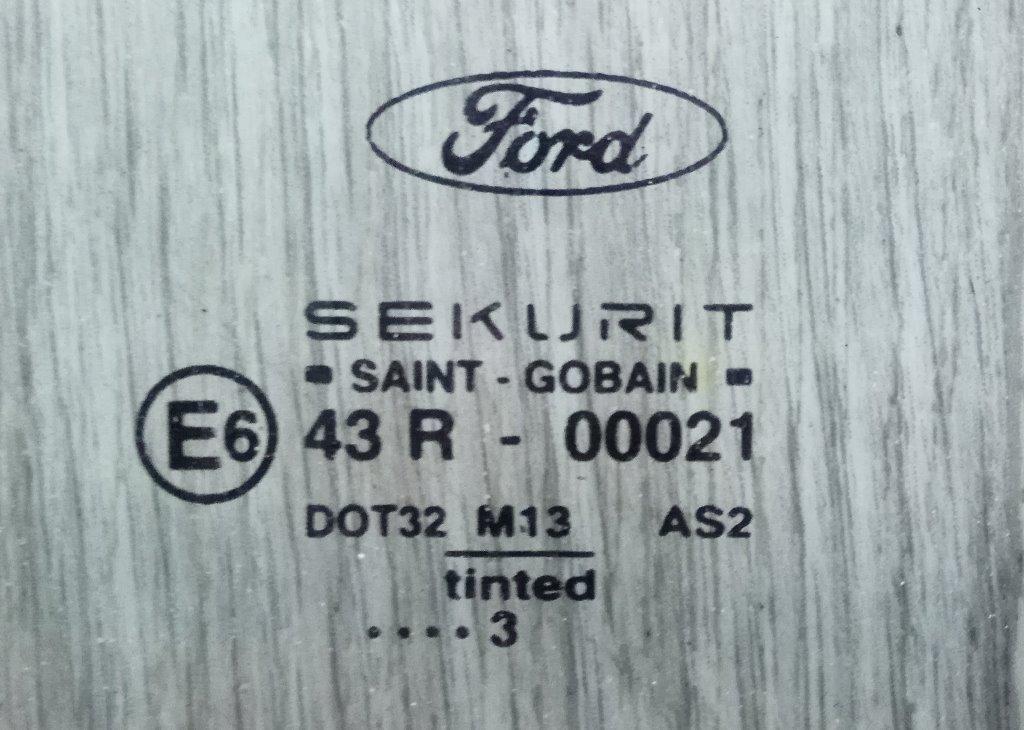 Ford
SEKURIT
SAINT - GOBAIN
E6 43 R - 00021
DOT32 M13 AS2
tinted
....3